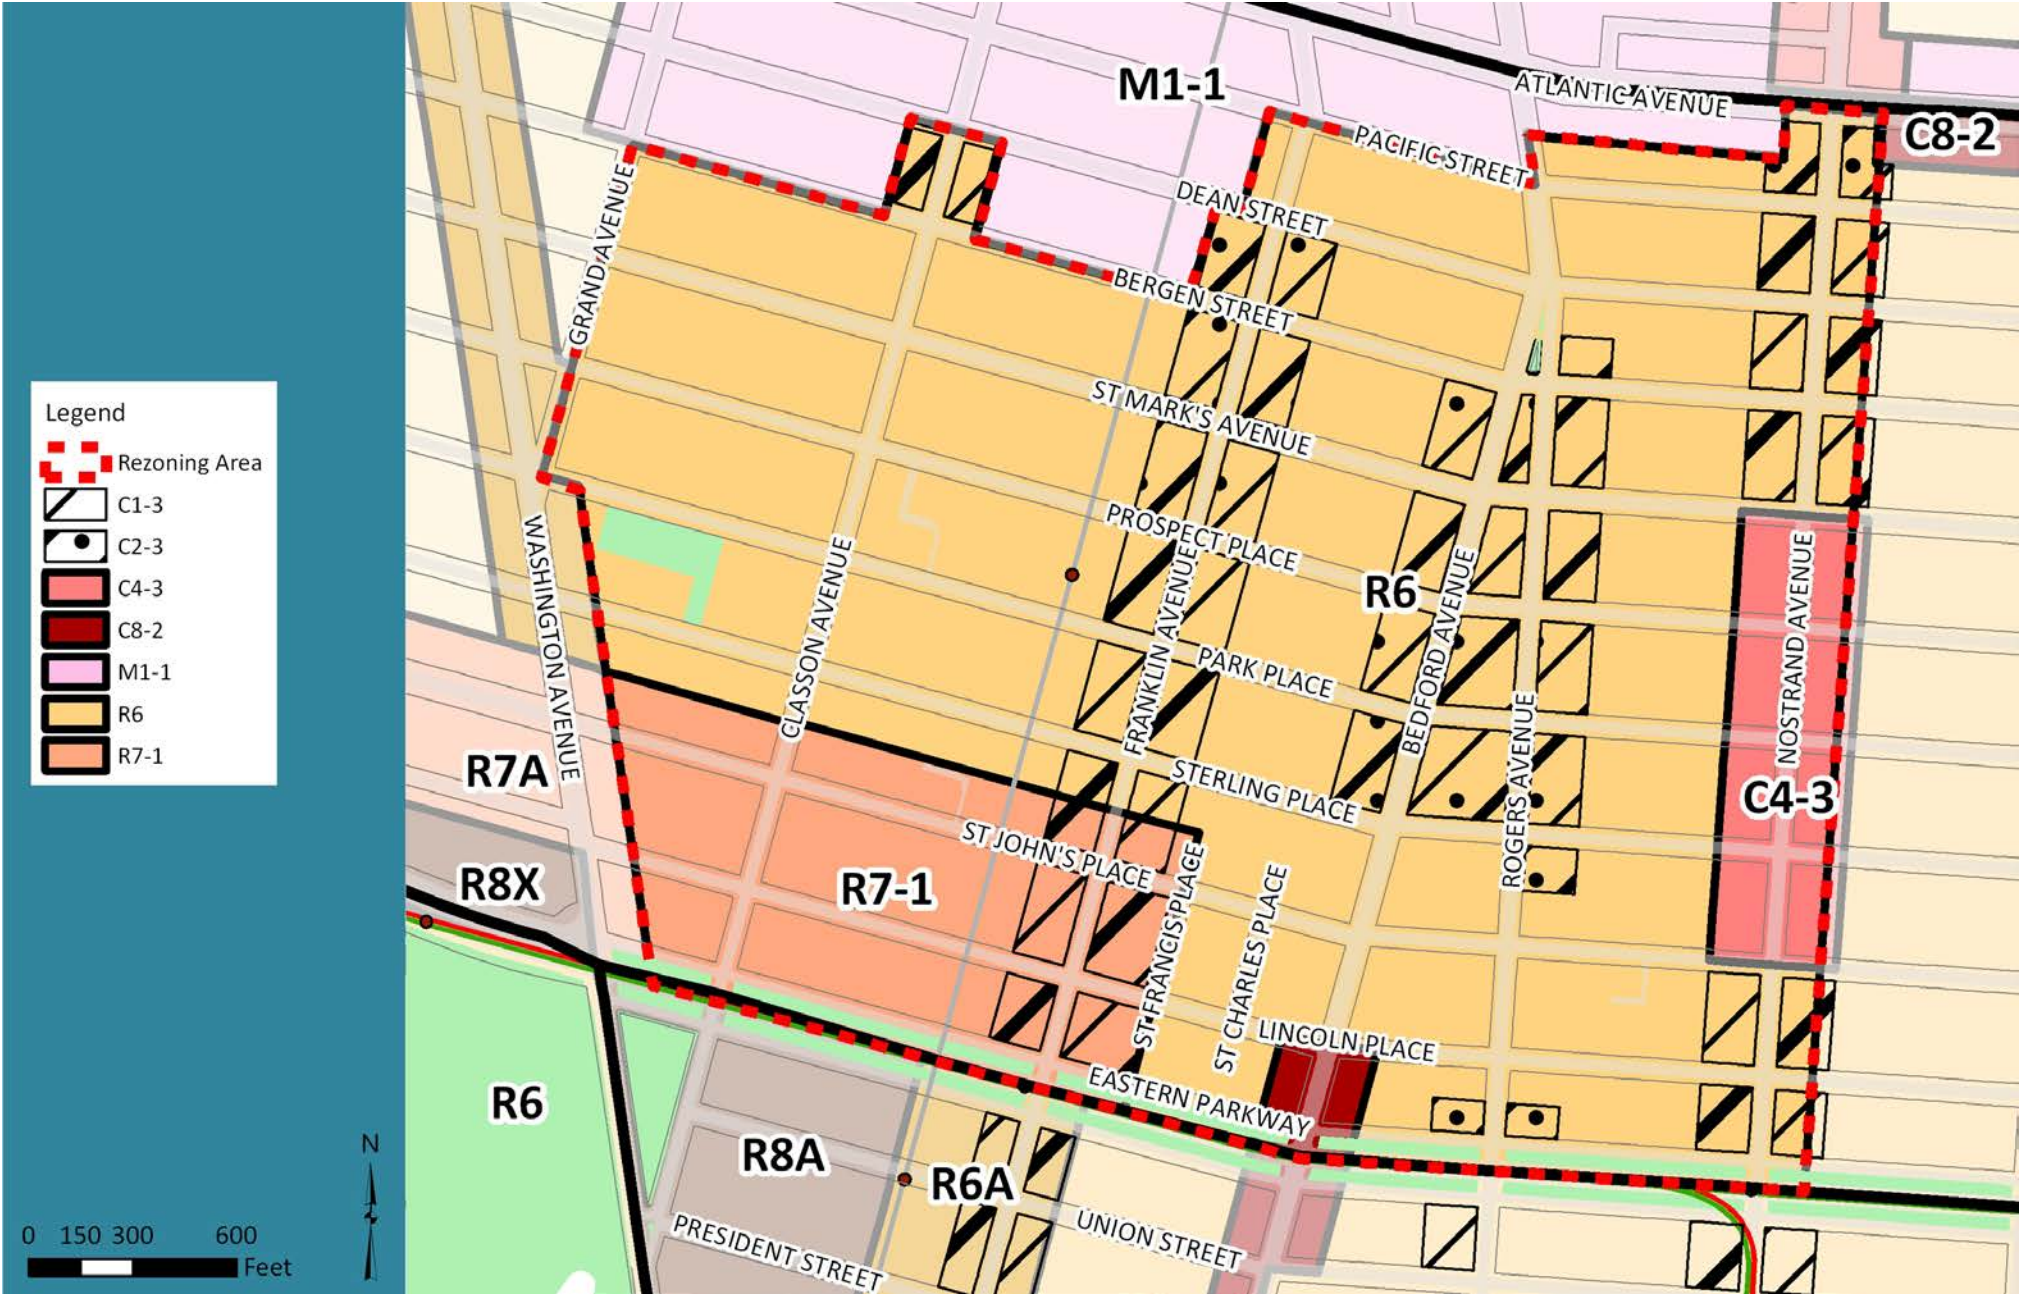 M1-1
ATLANTIC AVENUE
C8-2
PACIFIC STREET
DEAN STREET
GRAND AVENUE
BERGEN STREET
ST MARK'S AVENUE
Legend
Rezoning Area
C1-3
C2-3
C4-3
C8-2
M1-1
R6
R7-1
PROSPECT PLACE
WASHINGTON AVENUE
CLASSON AVENUE
FRANKLIN AVENUE
R6
BEDFORD AVENUE
NOSTRAND AVENUE
PARK PLACE
ROGERS AVENUE
R7A
STERLING PLACE
C4-3
ST JOHN'S PLACE
R8X
R7-1
ST FRANCIS PLACE
ST CHARLES PLACE
LINCOLN PLACE
EASTERN PARKWAY
R6
R8A
R6A
N
PRESIDENT STREET
UNION STREET
0 150 300 600
Feet